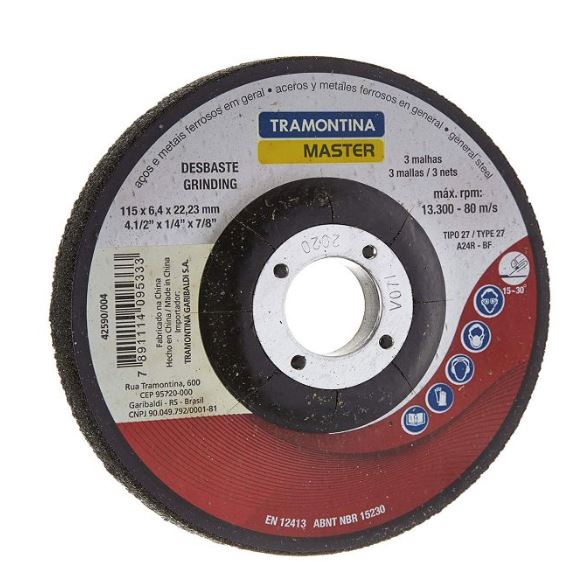 aços e metais ferrosos em geral • aceros y metales ferrosos en general • general steel
TRAMONTINA
MASTER
DESBASTE
GRINDING
115 x 6,4 x 22,23 mm
4.1/2" x 1/4" x 7/8"
3 malhas
3 mallas / 3 nets
máx. rpm:
13.300 - 80 m/s
TIPO 27 / TYPE 27
A24R - BF
15~30°
2020
V07I
42590/004
7 891114 095333
Fabricado na China
Hecho en China / Made in China
Importador:
TRAMONTINA GARIBALDI S.A.
Rua Tramontina, 600
CEP 95720-000
Garibaldi - RS - Brasil
CNPJ 90.049.792/0001-81
EN 12413 ABNT NBR 15230